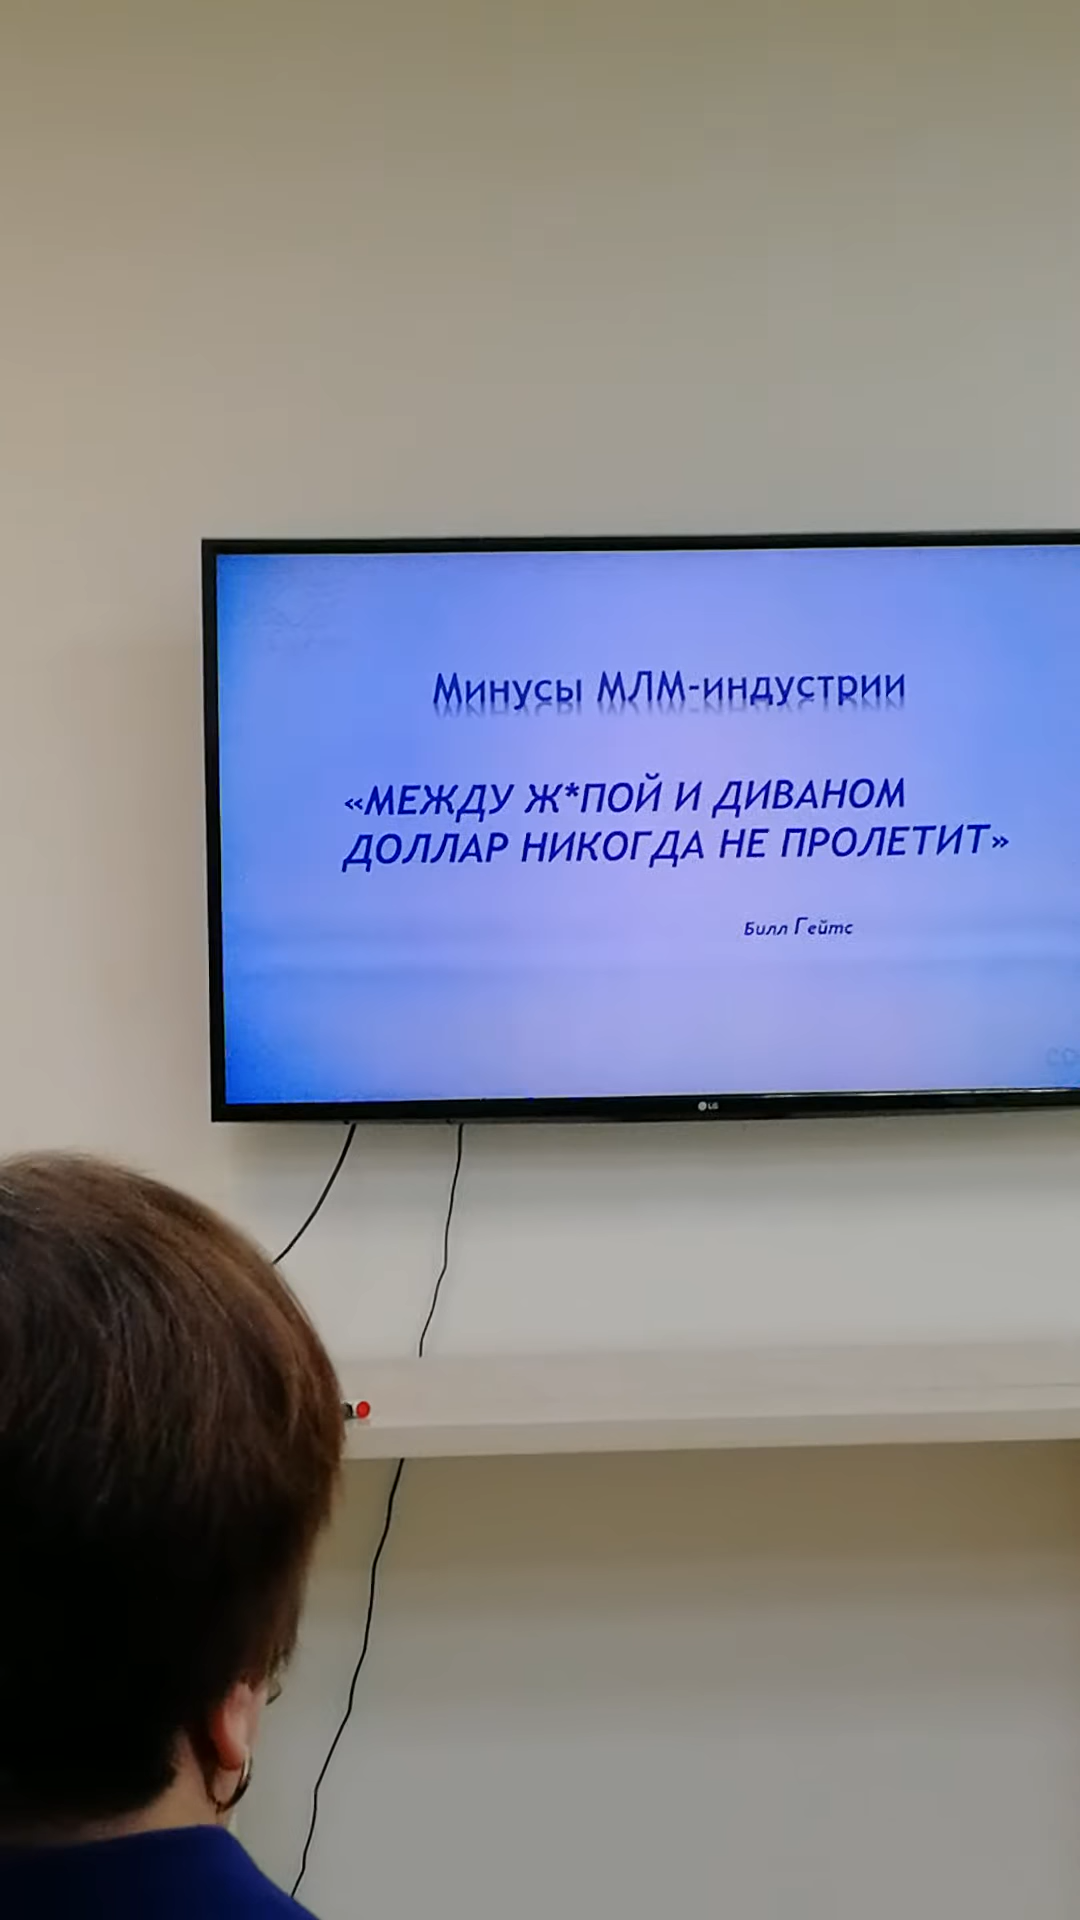 Минусы МЛМ-индустрии
«МЕЖДУ Ж*ПОЙ И ДИВАНОМ
ДОЛЛАР НИКОГДА НЕ ПРОЛЕТИТ»
Билл Гейтс
LG